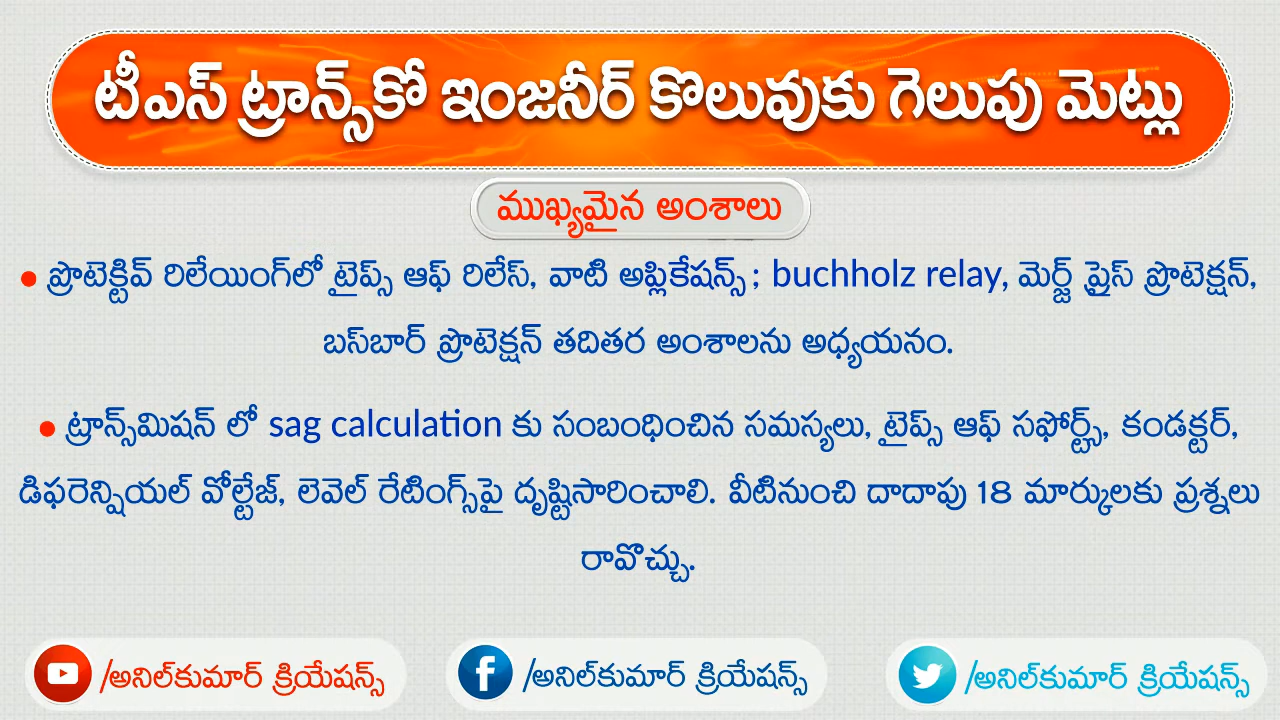 టీఎస్ ట్రాన్స్‌కో ఇంజనీర్ కొలువుకు గెలుపు మెట్లు
ముఖ్యమైన అంశాలు
• ప్రొటెక్టివ్ రిలేయింగ్‌లో టైప్స్ ఆఫ్ రిలేస్, వాటి అప్లికేషన్స్; buchholz relay, మెర్జ్ ప్రైస్ ప్రొటెక్షన్,
బస్‌బార్ ప్రొటెక్షన్ తదితర అంశాలను అధ్యయనం.
• ట్రాన్స్‌మిషన్ లో sag calculation కు సంబంధించిన సమస్యలు, టైప్స్ ఆఫ్ సఫోర్ట్స్, కండక్టర్,
డిఫరెన్షియల్ వోల్టేజ్, లెవెల్ రేటింగ్స్‌పై దృష్టిసారించాలి. వీటినుంచి దాదాపు 18 మార్కులకు ప్రశ్నలు
రావొచ్చు.
/అనిల్‌కుమార్ క్రియేషన్స్ /అనిల్‌కుమార్ క్రియేషన్స్ /అనిల్‌కుమార్ క్రియేషన్స్